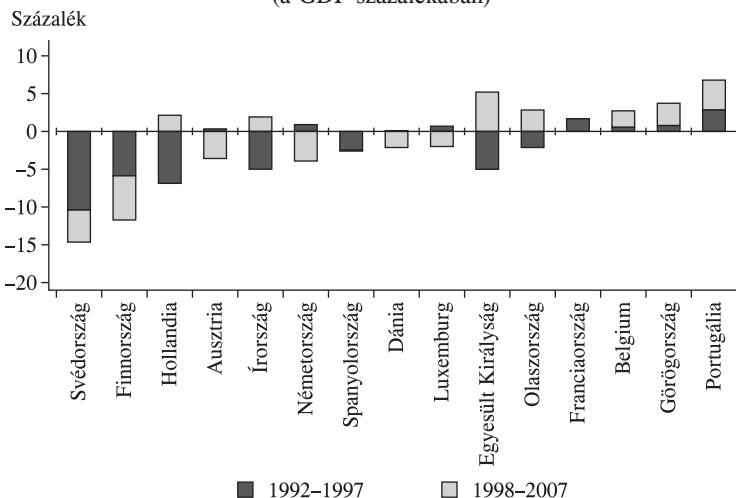 (a GDP százalékában)
Százalék
10
5
0
–5
–10
–15
–20
Svédország
Finnország
Hollandia
Ausztria
Írország
Németország
Spanyolország
Dánia
Luxemburg
Egyesült Királyság
Olaszország
Franciaország
Belgium
Görögország
Portugália
1992–1997
1998–2007